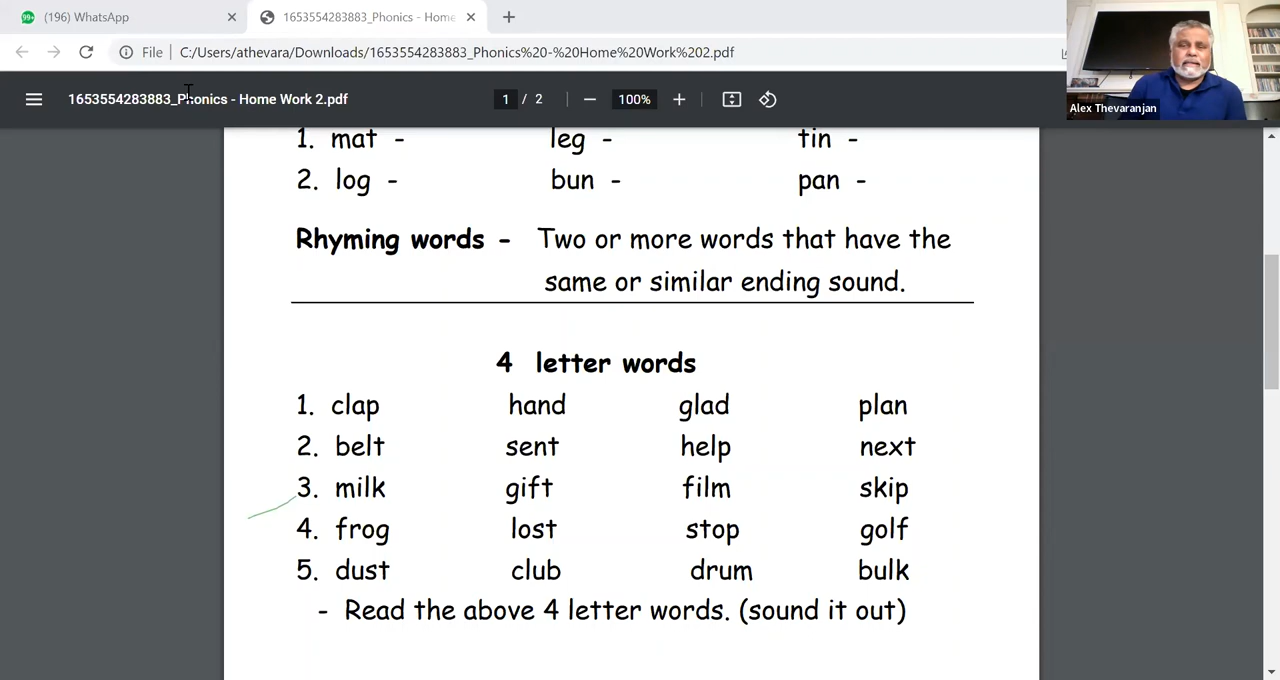 99+ (196) WhatsApp
1653554283883_Phonics - Home
File C:/Users/athevara/Downloads/1653554283883_Phonics%20-%20Home%20Work%202.pdf
1653554283883_Phonics - Home Work 2.pdf 1 / 2 100%
Alex Thevaranjan
1. mat - leg - tin -
2. log - bun - pan -
Rhyming words - Two or more words that have the
same or similar ending sound.
4 letter words
1. clap hand glad plan
2. belt sent help next
3. milk gift film skip
4. frog lost stop golf
5. dust club drum bulk
- Read the above 4 letter words. (sound it out)